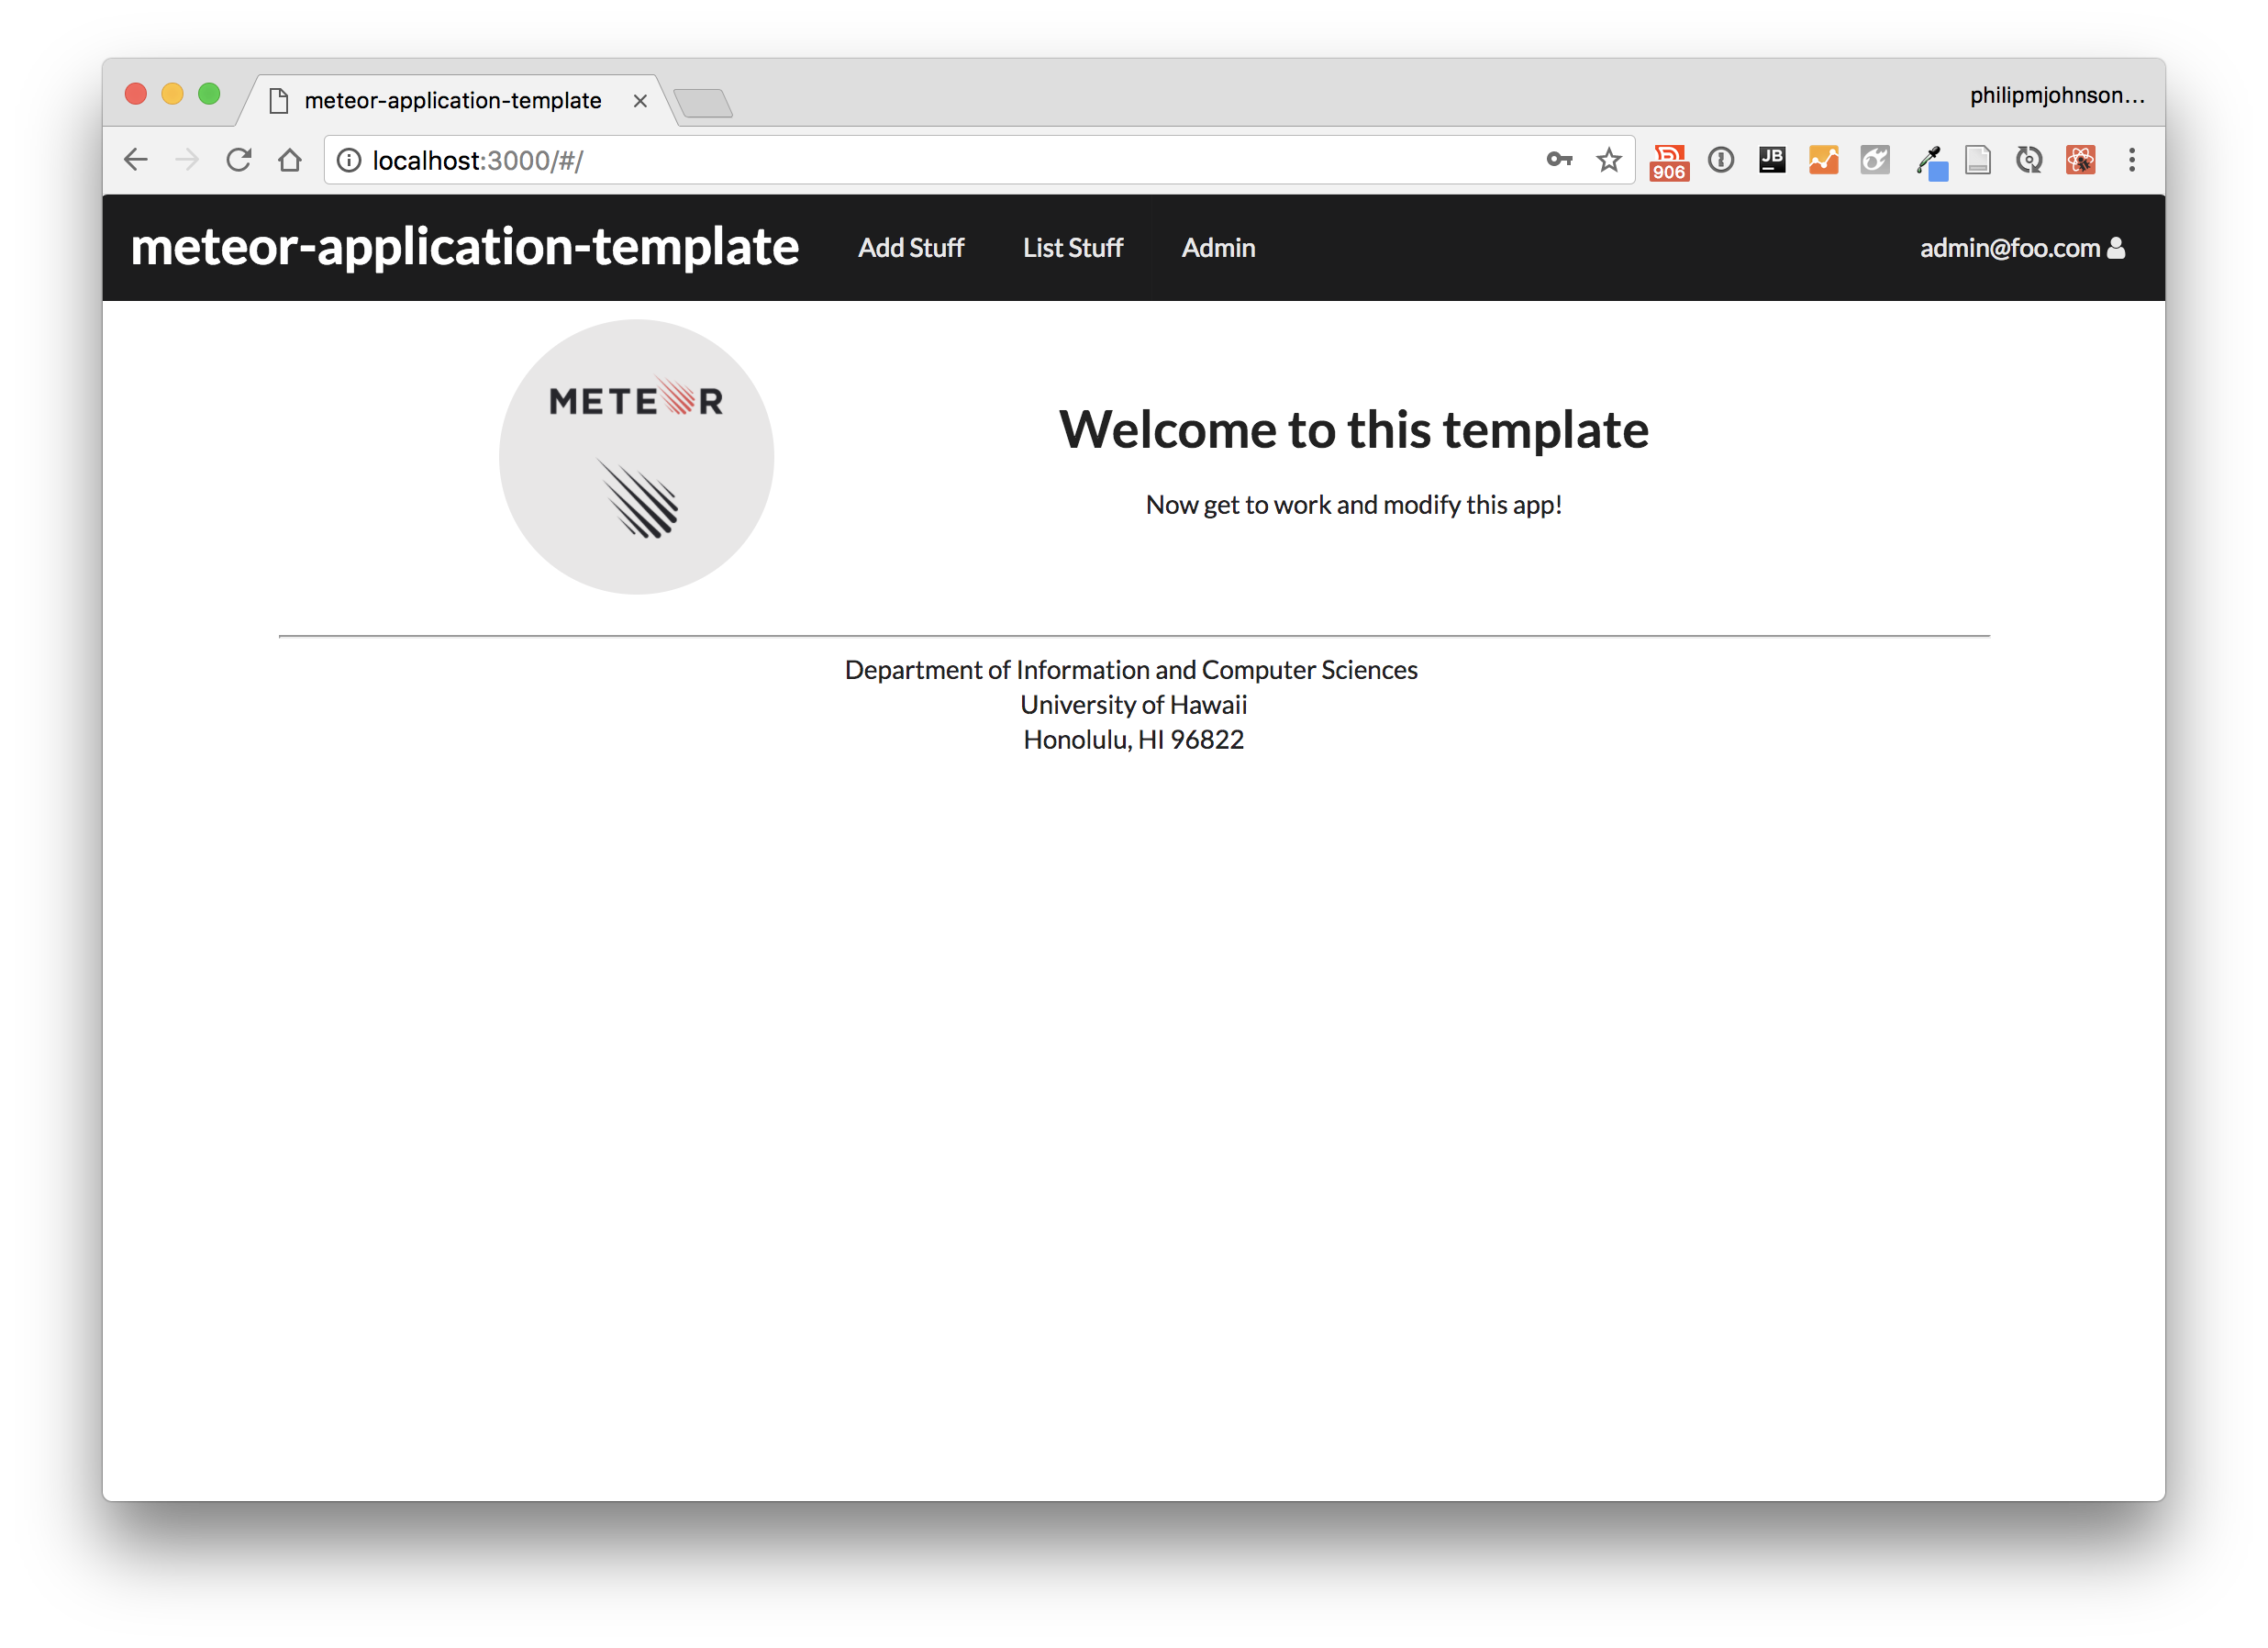 meteor-application-template
philipmjohnson...
localhost:3000/#/
906
JB
meteor-application-template Add Stuff List Stuff Admin admin@foo.com
METEOR
Welcome to this template
Now get to work and modify this app!
Department of Information and Computer Sciences
University of Hawaii
Honolulu, HI 96822